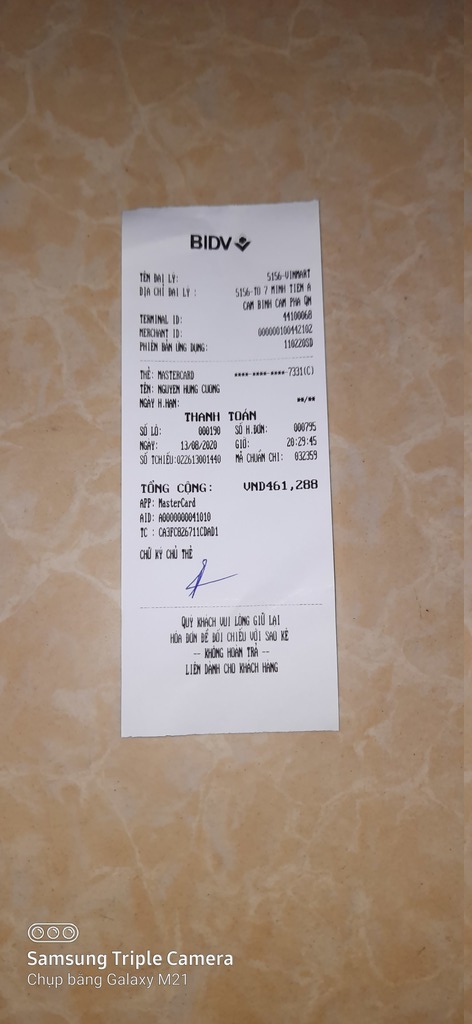 BIDV
TÊN ĐẠI LÝ: 5156-VINMART
ĐỊA CHỈ ĐẠI LÝ : 5156-TO 7 MINH TIEN A
CAM BINH CAM PHA QN
TERMINAL ID: 44100068
MERCHANT ID: 000000100442102
PHIÊN BẢN ỨNG DỤNG: 110220SD
THẺ: MASTERCARD ****-****-****-7331(C)
TÊN: NGUYEN HUNG CUONG
NGÀY H.HẠN: **/**
THANH TOÁN
SỐ LÔ: 000190 SỐ H.ĐƠN: 000795
NGÀY: 13/08/2020 GIỜ: 20:29:45
SỐ TCHIẾU:022613001440 MÃ CHUẨN CHI: 032359
TỔNG CỘNG: VND461,288
APP: MasterCard
AID: A0000000041010
TC : CA3FC826711CDAD1
CHỮ KÝ CHỦ THẺ
QUÝ KHÁCH VUI LÒNG GIỮ LẠI
HÓA ĐƠN ĐỂ ĐỐI CHIẾU VỚI SAO KÊ
-- KHÔNG HOÀN TRẢ --
LIÊN DÀNH CHO KHÁCH HÀNG
Samsung Triple Camera
Chụp bằng Galaxy M21